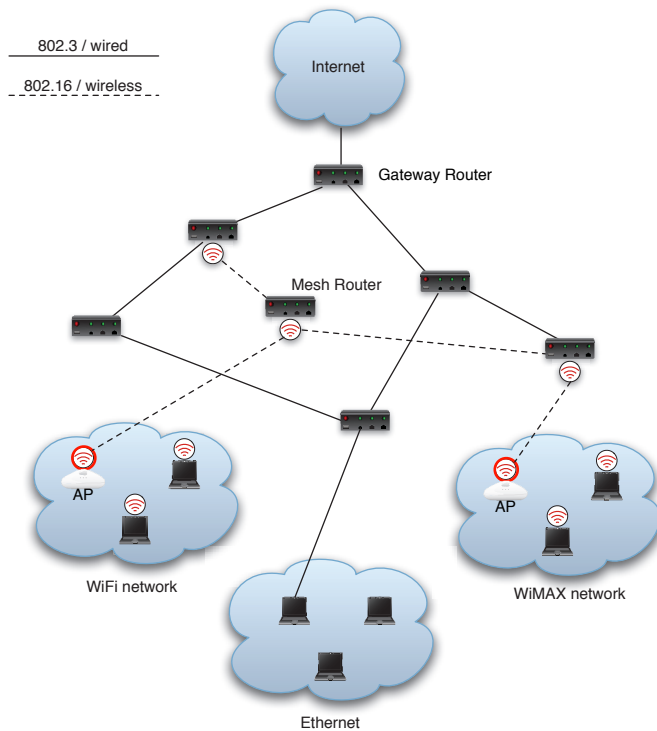 802.3 / wired
802.16 / wireless
Internet
Gateway Router
Mesh Router
AP
AP
WiFi network
WiMAX network
Ethernet